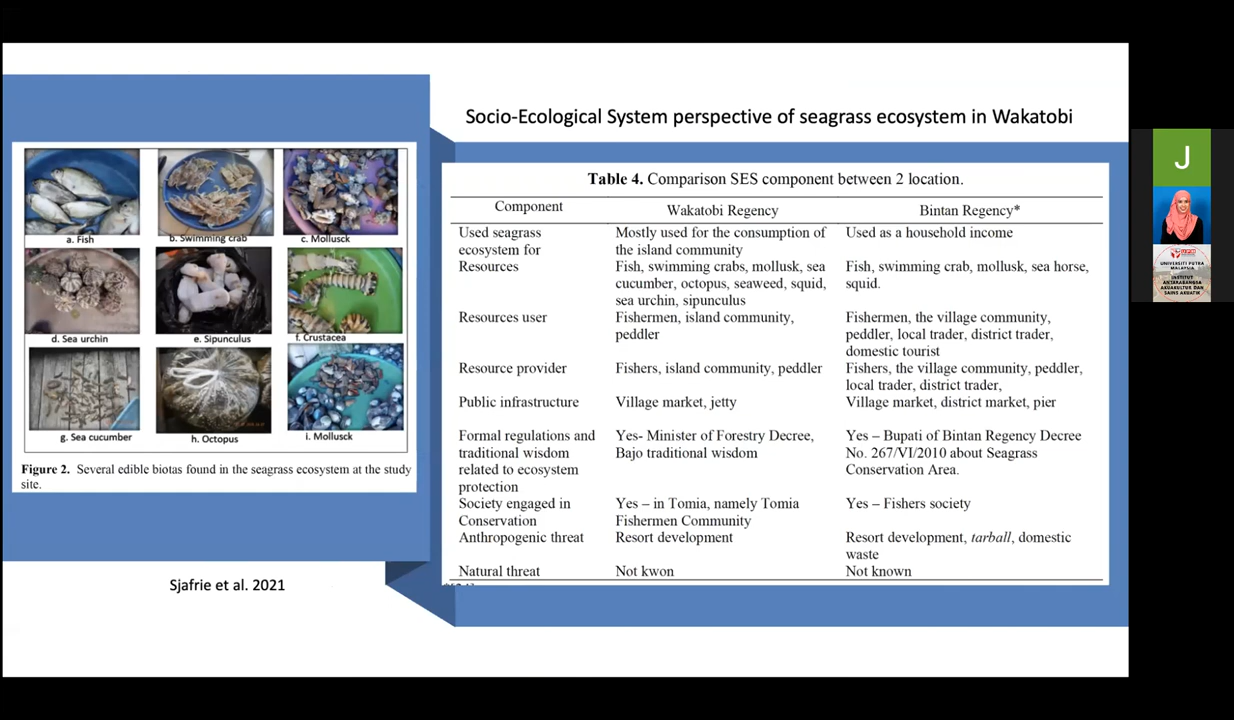 Socio-Ecological System perspective of seagrass ecosystem in Wakatobi
a. Fish
b. Swimming crab
c. Mollusck
d. Sea urchin
e. Sipunculus
f. Crustacea
g. Sea cucumber
h. Octopus
i. Mollusck
Figure 2. Several edible biotas found in the seagrass ecosystem at the study
site.
Sjafrie et al. 2021
Table 4. Comparison SES component between 2 location.
Component Wakatobi Regency Bintan Regency*
Used seagrass Mostly used for the consumption of Used as a household income
ecosystem for the island community
Resources Fish, swimming crabs, mollusk, sea Fish, swimming crab, mollusk, sea horse,
cucumber, octopus, seaweed, squid, squid.
sea urchin, sipunculus
Resources user Fishermen, island community, Fishermen, the village community,
peddler peddler, local trader, district trader,
domestic tourist
Resource provider Fishers, island community, peddler Fishers, the village community, peddler,
local trader, district trader,
Public infrastructure Village market, jetty Village market, district market, pier
Formal regulations and Yes- Minister of Forestry Decree, Yes – Bupati of Bintan Regency Decree
traditional wisdom Bajo traditional wisdom No. 267/VI/2010 about Seagrass
related to ecosystem Conservation Area.
protection
Society engaged in Yes – in Tomia, namely Tomia Yes – Fishers society
Conservation Fishermen Community
Anthropogenic threat Resort development Resort development, tarball, domestic
waste
Natural threat Not kwon Not known
J
UPM
UNIVERSITI PUTRA
MALAYSIA
INSTITUT
ANTARABANGSA
AKUAKULTUR DAN
SAINS AKUATIK